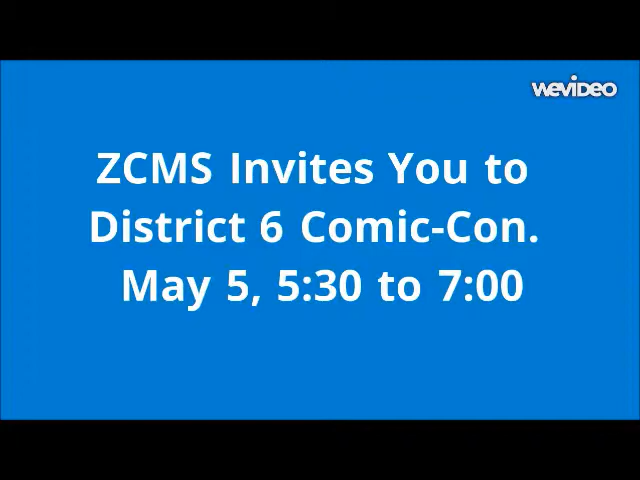 WEVIDEO
ZCMS Invites You to
District 6 Comic-Con.
May 5, 5:30 to 7:00